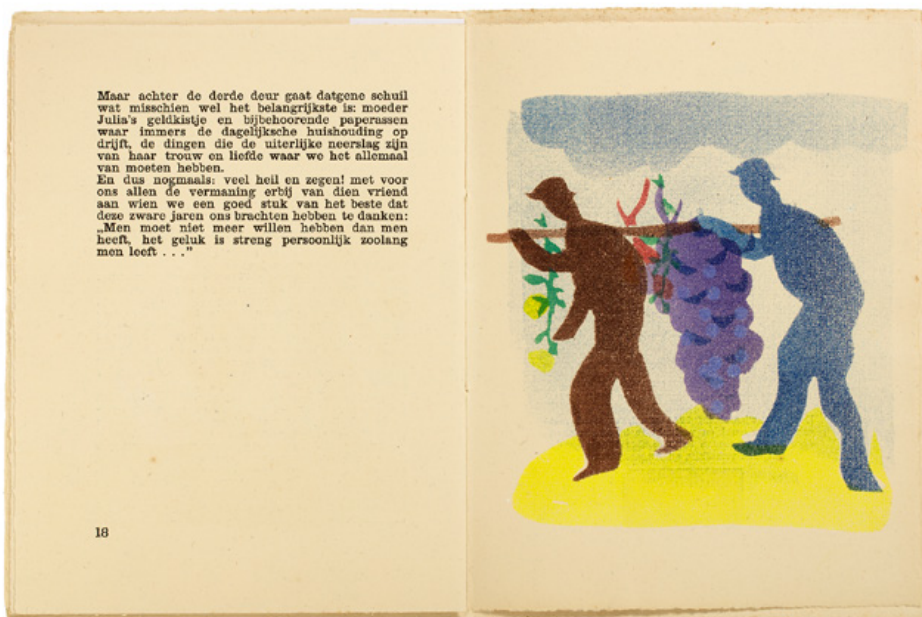 Maar achter de derde deur gaat datgene schuil
wat misschien wel het belangrijkste is: moeder
Julia's geldkistje en bijbehoorende paperassen
waar immers de dagelijksche huishouding op
drijft, de dingen die de uiterlijke neerslag zijn
van haar trouw en liefde waar we het allemaal
van moeten hebben.
En dus nogmaals: veel heil en zegen! met voor
ons allen de vermaning erbij van dien vriend
aan wien we een goed stuk van het beste dat
deze zware jaren ons brachten hebben te danken:
„Men moet niet meer willen hebben dan men
heeft, het geluk is streng persoonlijk zoolang
men leeft . . .”
18